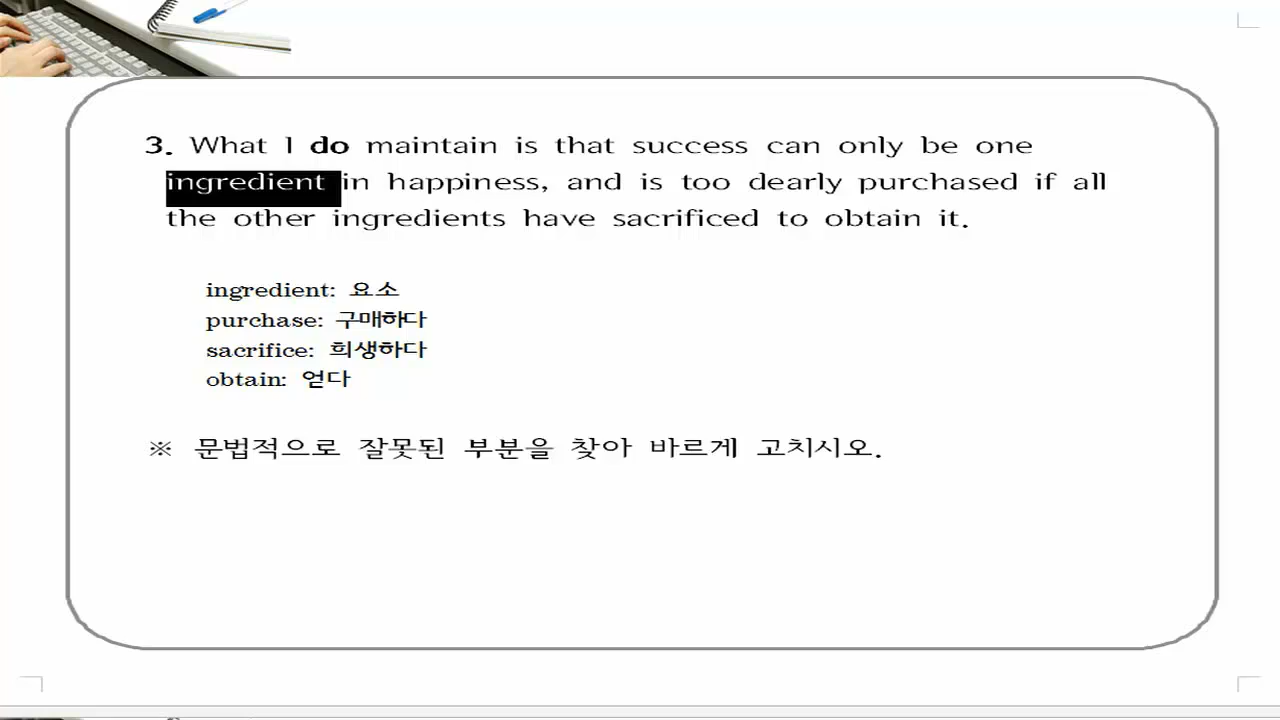 3. What I do maintain is that success can only be one
ingredient in happiness, and is too dearly purchased if all
the other ingredients have sacrificed to obtain it.
ingredient: 요소
purchase: 구매하다
sacrifice: 희생하다
obtain: 얻다
※ 문법적으로 잘못된 부분을 찾아 바르게 고치시오.